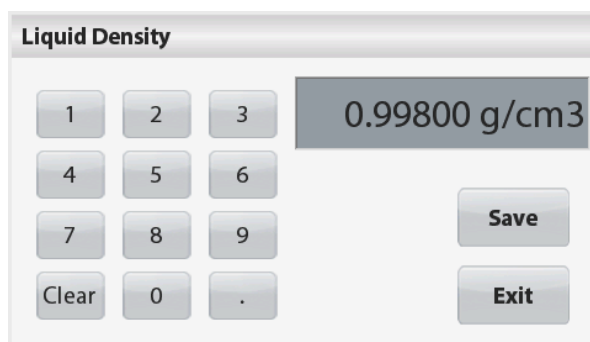 Liquid Density
0.99800 g/cm3
1 2 3
4 5 6
7 8 9
Clear 0 .
Save
Exit